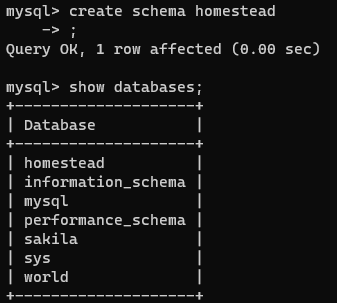 mysql> create schema homestead
    -> ;
Query OK, 1 row affected (0.00 sec)

mysql> show databases;
+--------------------+
| Database           |
+--------------------+
| homestead          |
| information_schema |
| mysql              |
| performance_schema |
| sakila             |
| sys                |
| world              |
+--------------------+